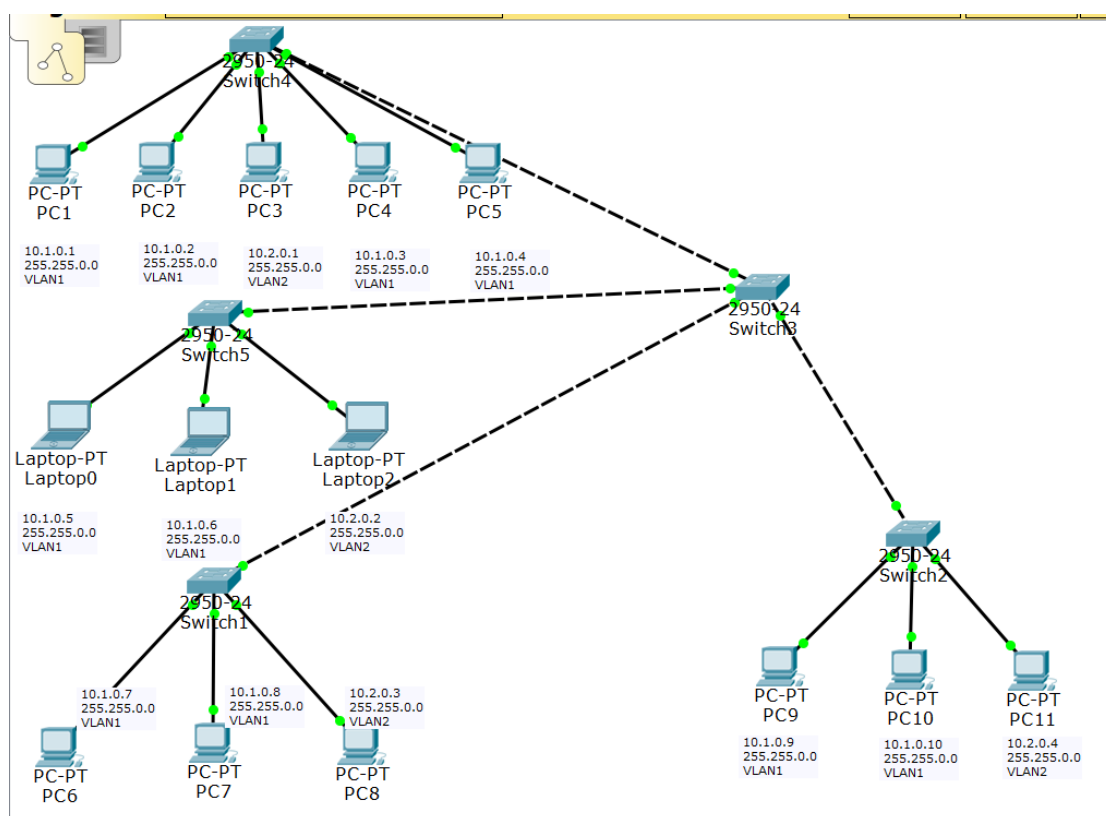 2950-24
Switch4
PC-PT
PC1
PC-PT
PC2
PC-PT
PC3
PC-PT
PC4
PC-PT
PC5
10.1.0.1
255.255.0.0
VLAN1
10.1.0.2
255.255.0.0
VLAN1
10.2.0.1
255.255.0.0
VLAN2
10.1.0.3
255.255.0.0
VLAN1
10.1.0.4
255.255.0.0
VLAN1
2950-24
Switch3
2950-24
Switch5
Laptop-PT
Laptop0
Laptop-PT
Laptop1
Laptop-PT
Laptop2
10.1.0.5
255.255.0.0
VLAN1
10.1.0.6
255.255.0.0
VLAN1
10.2.0.2
255.255.0.0
VLAN2
2950-24
Switch1
2950-24
Switch2
10.1.0.7
255.255.0.0
VLAN1
10.1.0.8
255.255.0.0
VLAN1
10.2.0.3
255.255.0.0
VLAN2
PC-PT
PC6
PC-PT
PC7
PC-PT
PC8
PC-PT
PC9
PC-PT
PC10
PC-PT
PC11
10.1.0.9
255.255.0.0
VLAN1
10.1.0.10
255.255.0.0
VLAN1
10.2.0.4
255.255.0.0
VLAN2